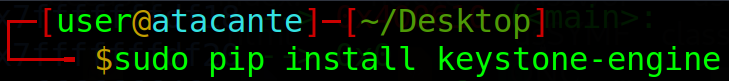 ┌─[user@atacante]─[~/Desktop]
└──╼ $sudo pip install keystone-engine